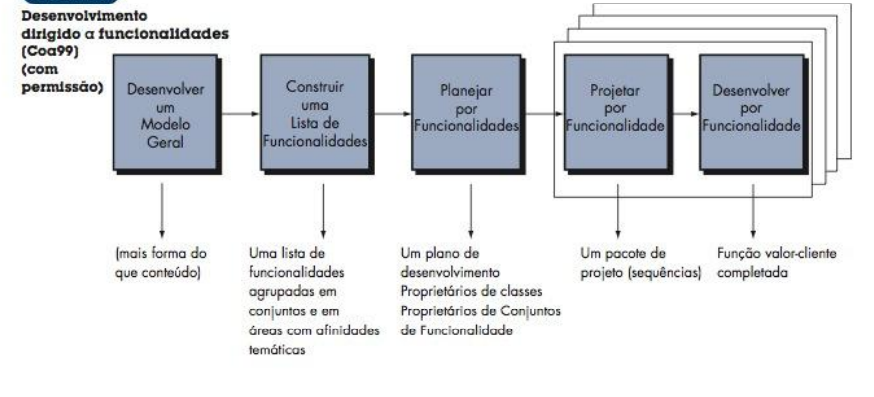 Desenvolvimento
dirigido a funcionalidades
(Coa99)
(com
permissão)
Desenvolver
um
Modelo
Geral
Construir
uma
Lista de
Funcionalidades
Planejar
por
Funcionalidades
Projetar
por
Funcionalidade
Desenvolver
por
Funcionalidade
(mais forma do
que conteúdo)
Uma lista de
funcionalidades
agrupadas em
conjuntos e em
áreas com afinidades
temáticas
Um plano de
desenvolvimento
Proprietários de classes
Proprietários de Conjuntos
de Funcionalidade
Um pacote de
projeto (sequências)
Função valor-cliente
completada